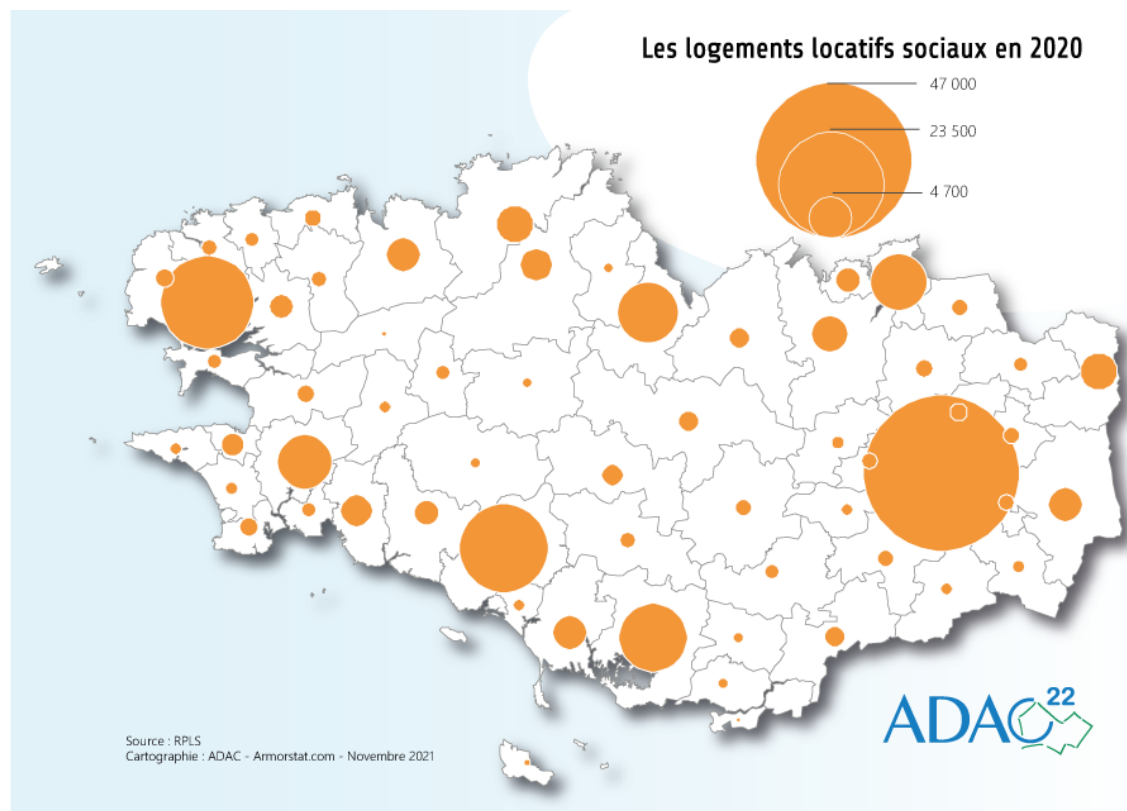 Les logements locatifs sociaux en 2020
47 000
23 500
4 700
ADAC 22
Source : RPLS
Cartographie : ADAC - Armorstat.com - Novembre 2021